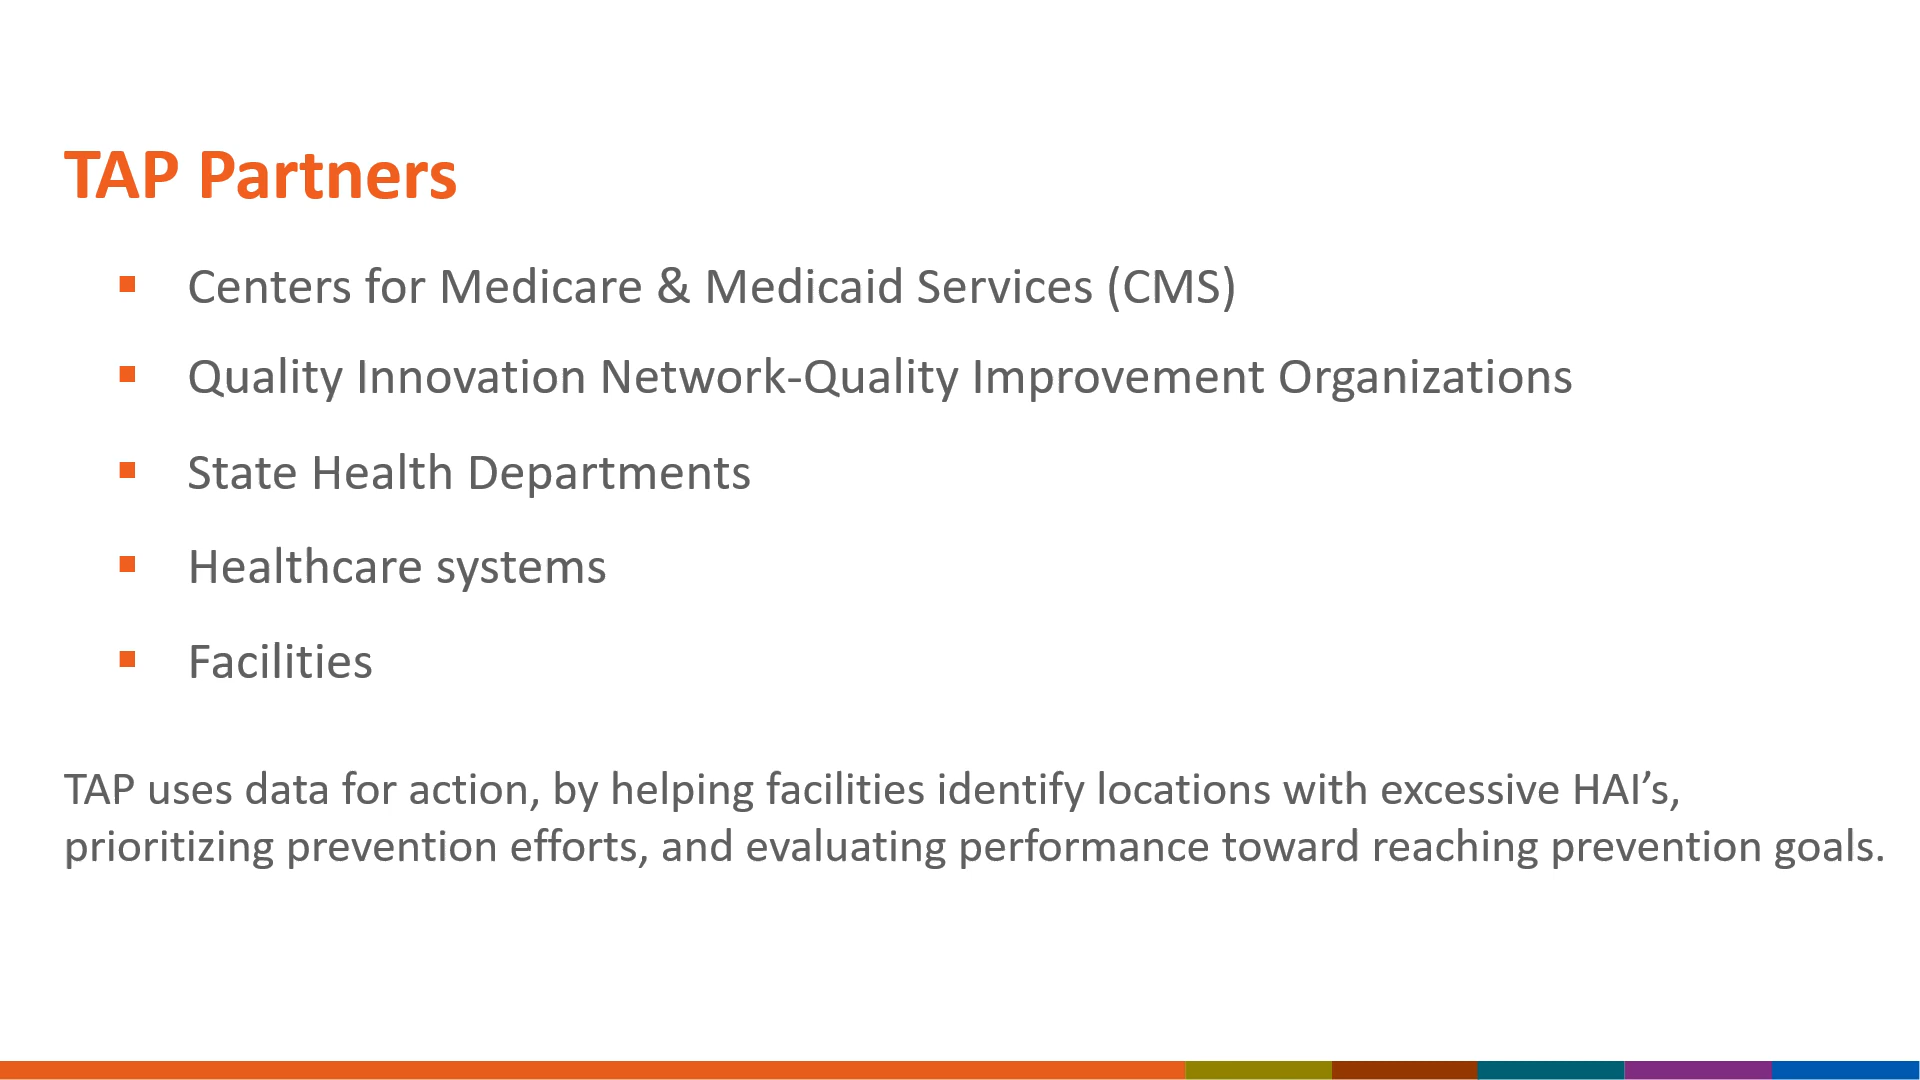 TAP Partners
▪ Centers for Medicare & Medicaid Services (CMS)
▪ Quality Innovation Network-Quality Improvement Organizations
▪ State Health Departments
▪ Healthcare systems
▪ Facilities
TAP uses data for action, by helping facilities identify locations with excessive HAI’s,
prioritizing prevention efforts, and evaluating performance toward reaching prevention goals.